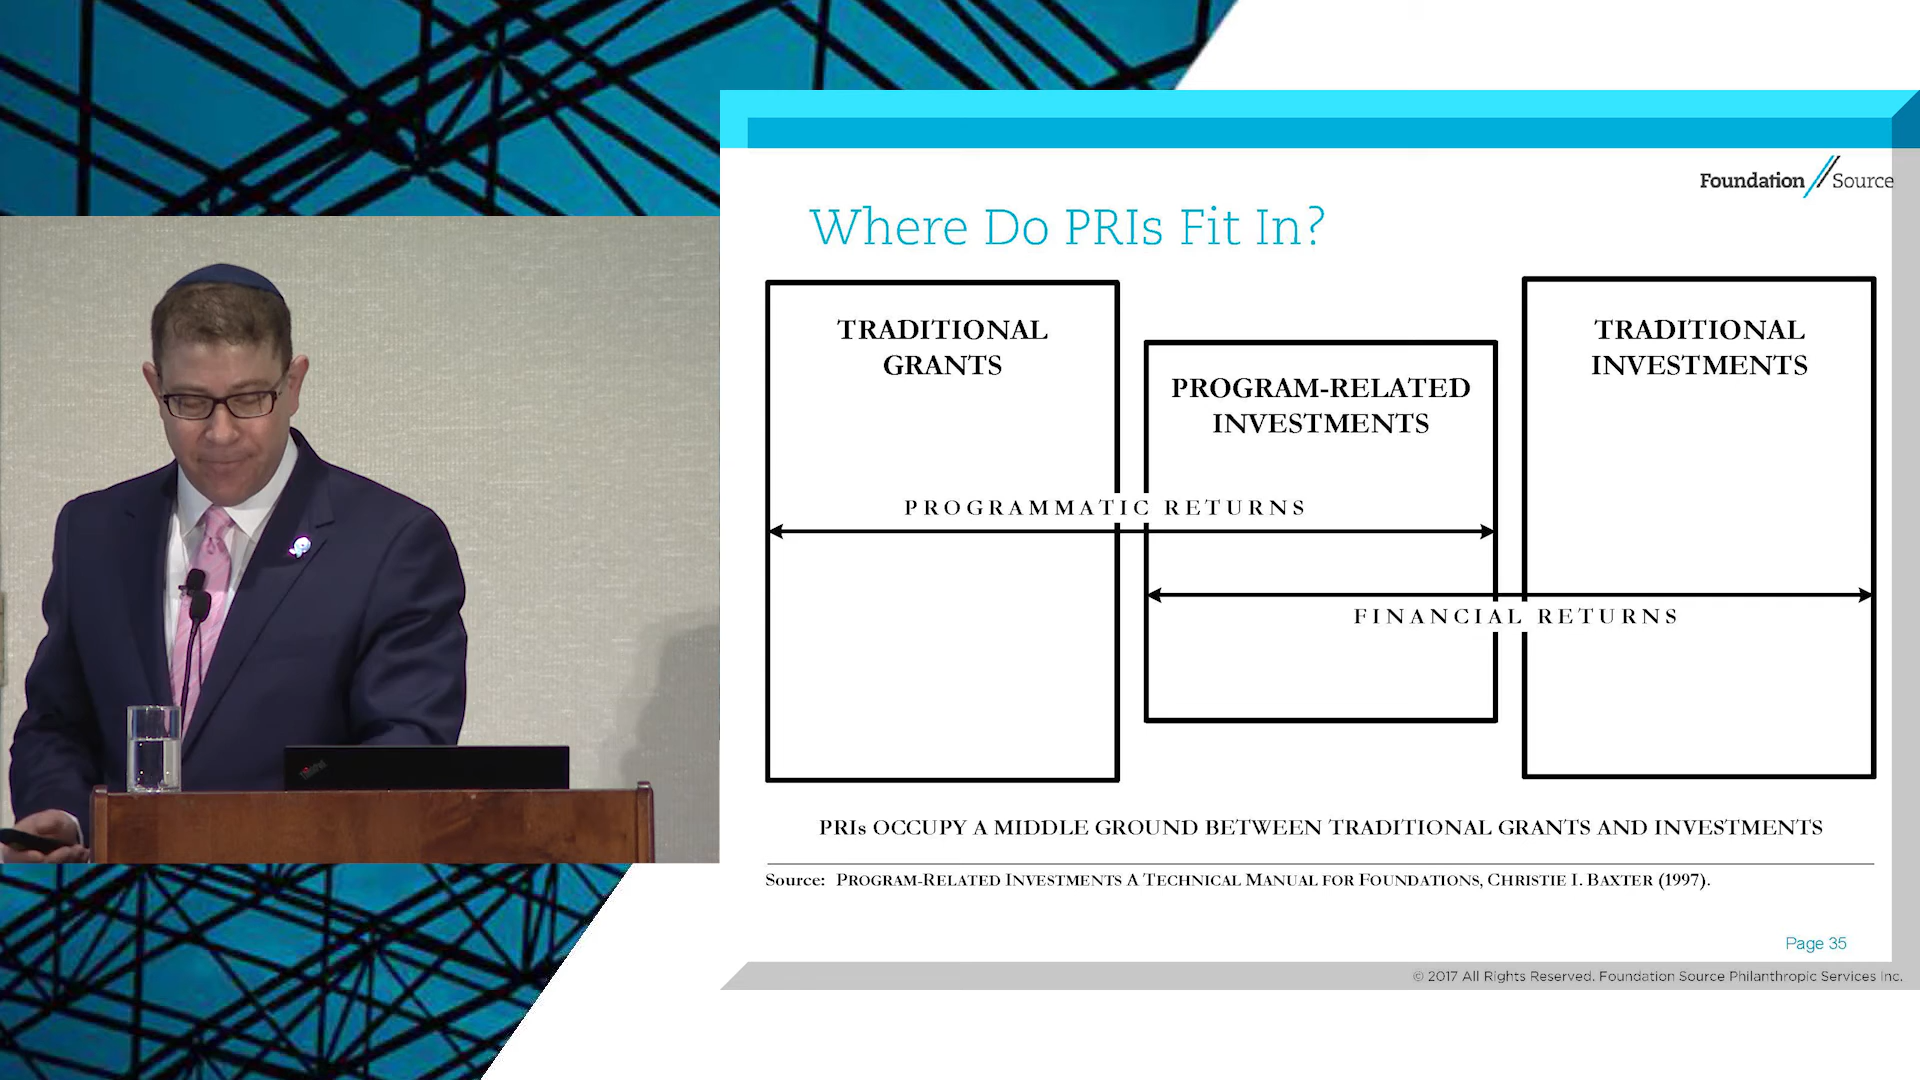 Foundation // Source
Where Do PRIs Fit In?
TRADITIONAL
GRANTS
PROGRAM-RELATED
INVESTMENTS
TRADITIONAL
INVESTMENTS
PROGRAMMATIC RETURNS
FINANCIAL RETURNS
PRIs OCCUPY A MIDDLE GROUND BETWEEN TRADITIONAL GRANTS AND INVESTMENTS
Source: PROGRAM-RELATED INVESTMENTS A TECHNICAL MANUAL FOR FOUNDATIONS, CHRISTIE I. BAXTER (1997).
Page 35
© 2017 All Rights Reserved. Foundation Source Philanthropic Services Inc.
ThinkPad